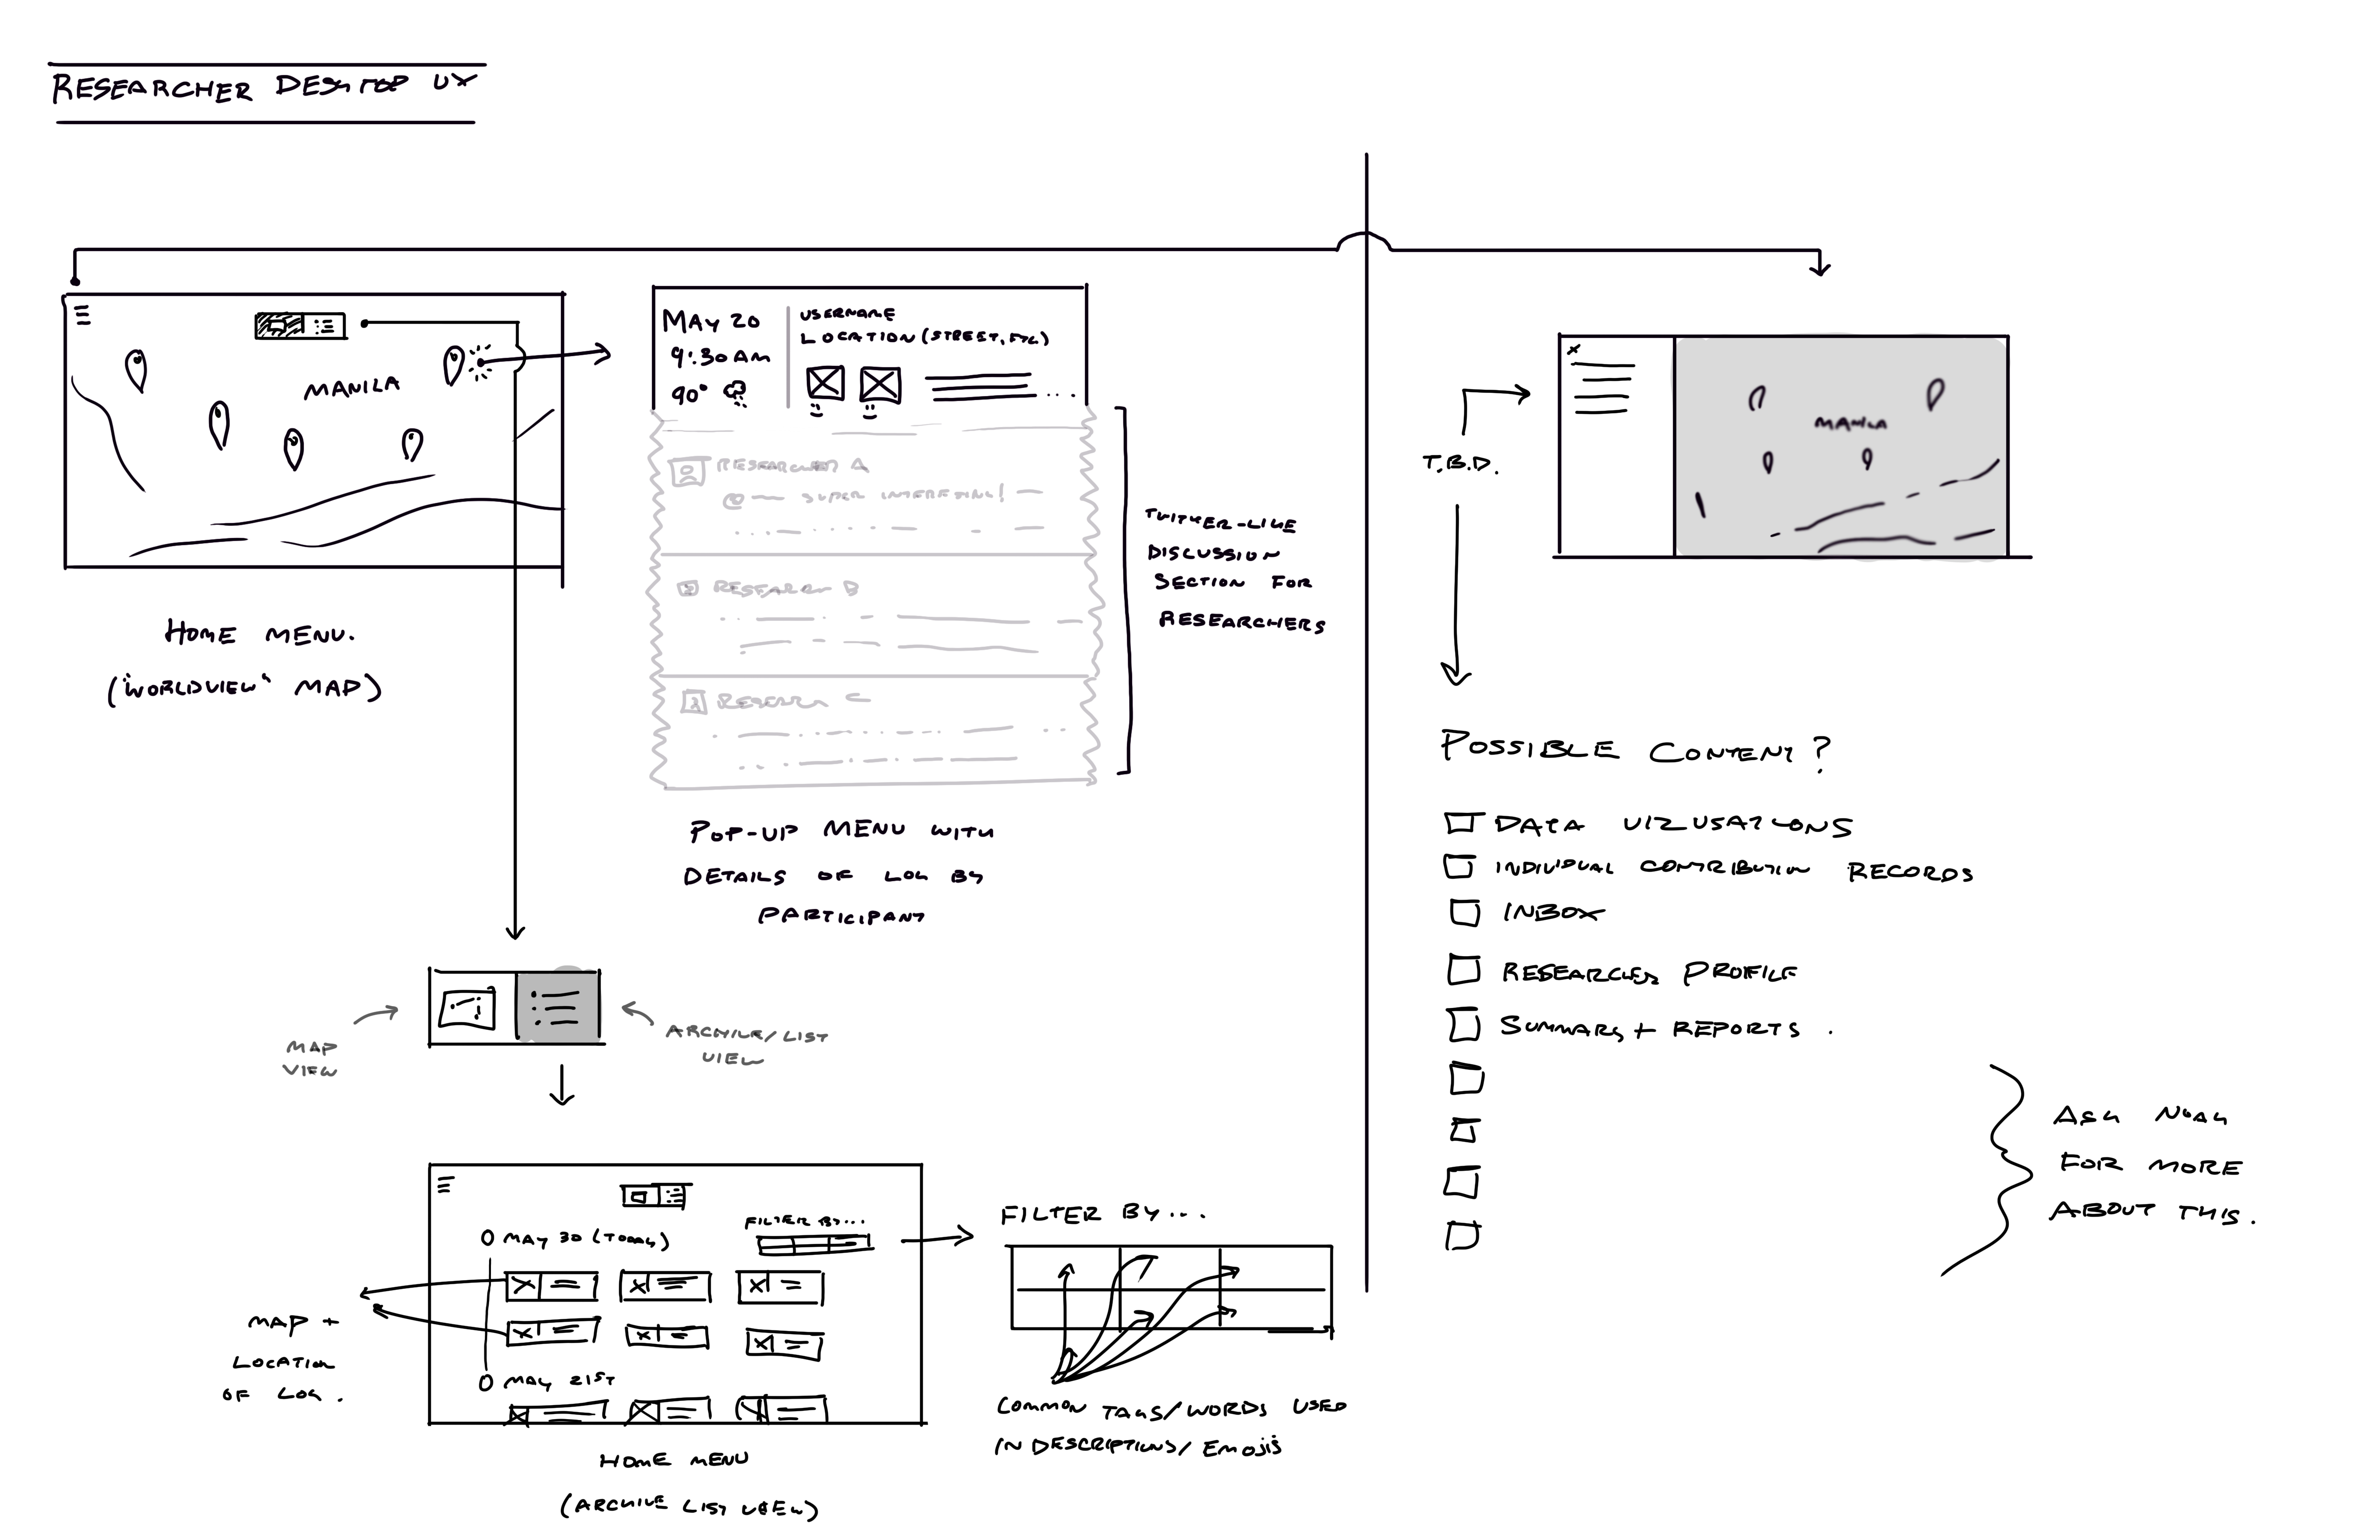 RESEARCHER DESKTOP UX
MANILA
HOME MENU.
("WORLDVIEW" MAP)
MAY 20
9:30 AM
90°
USERNAME
LOCATION (STREET, ETC)
...
RESEARCHER A
@ SUPER INTERESTING!
RESEARCHER B
RESEARCH C
TWITTER-LIKE
DISCUSSION
SECTION FOR
RESEARCHERS
POP-UP MENU WITH
DETAILS OF LOG BY
PARTICIPANT
MAP
VIEW
ARCHIVE/LIST
VIEW
FILTER BY...
MAY 30 (TODAY)
MAY 21ST
MAP +
LOCATION
OF LOG.
HOME MENU
(ARCHIVE LIST VIEW)
FILTER BY...
COMMON TAGS/WORDS USED
IN DESCRIPTIONS/EMOJIS
MANILA
T.B.D.
POSSIBLE CONTENT?
DATA VIZUSATIONS
INDIVIDUAL CONTRIBUTION RECORDS
INBOX
RESEARCHER PROFILE
SUMMARY + REPORTS.
ASK NOAH
FOR MORE
ABOUT THIS.